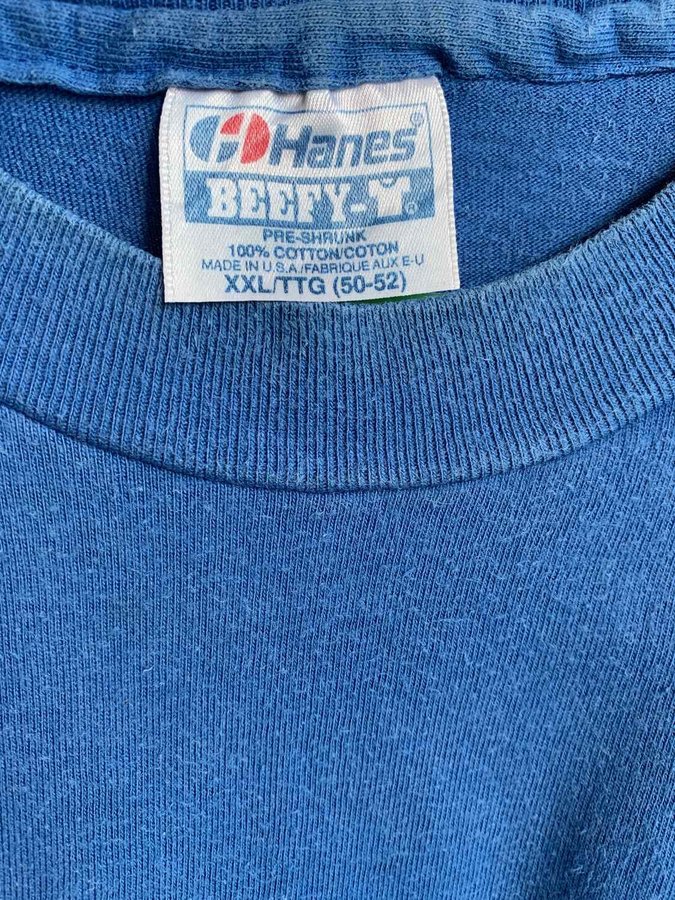 Hanes®
BEEFY-T®
PRE-SHRUNK
100% COTTON/COTON
MADE IN U.S.A./FABRIQUE AUX E-U
XXL/TTG (50-52)